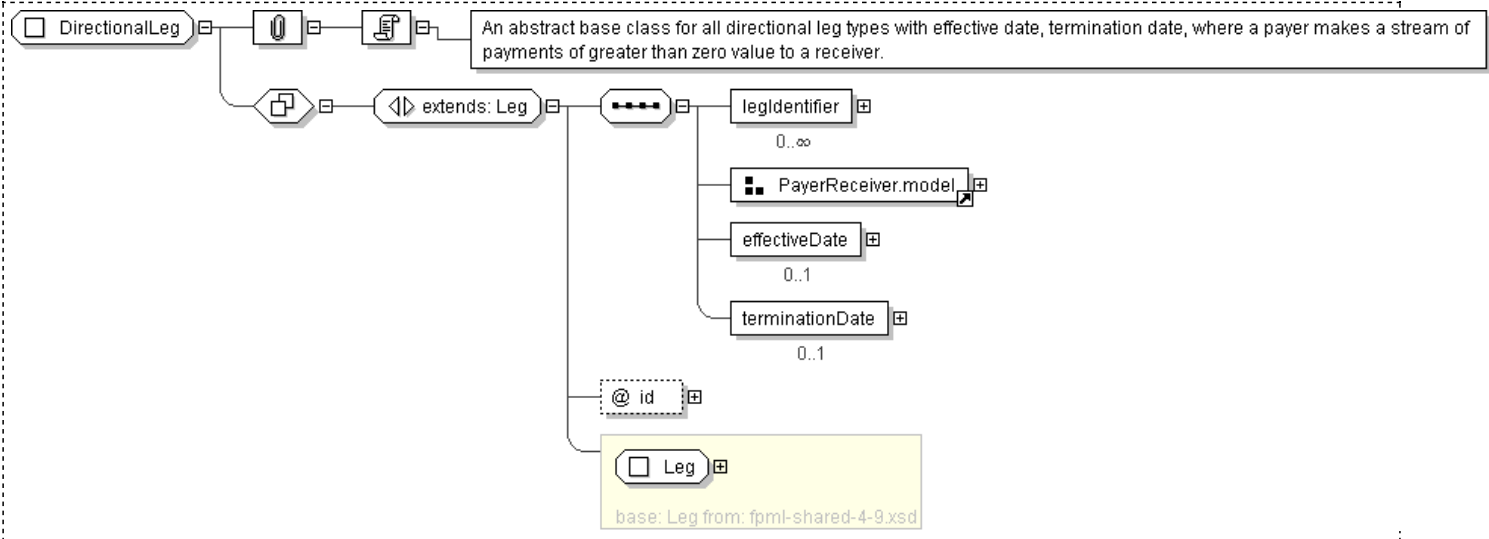 DirectionalLeg
An abstract base class for all directional leg types with effective date, termination date, where a payer makes a stream of
payments of greater than zero value to a receiver.
extends: Leg
legIdentifier
0..∞
PayerReceiver.model
effectiveDate
0..1
terminationDate
0..1
@ id
Leg
base: Leg from: fpml-shared-4-9.xsd